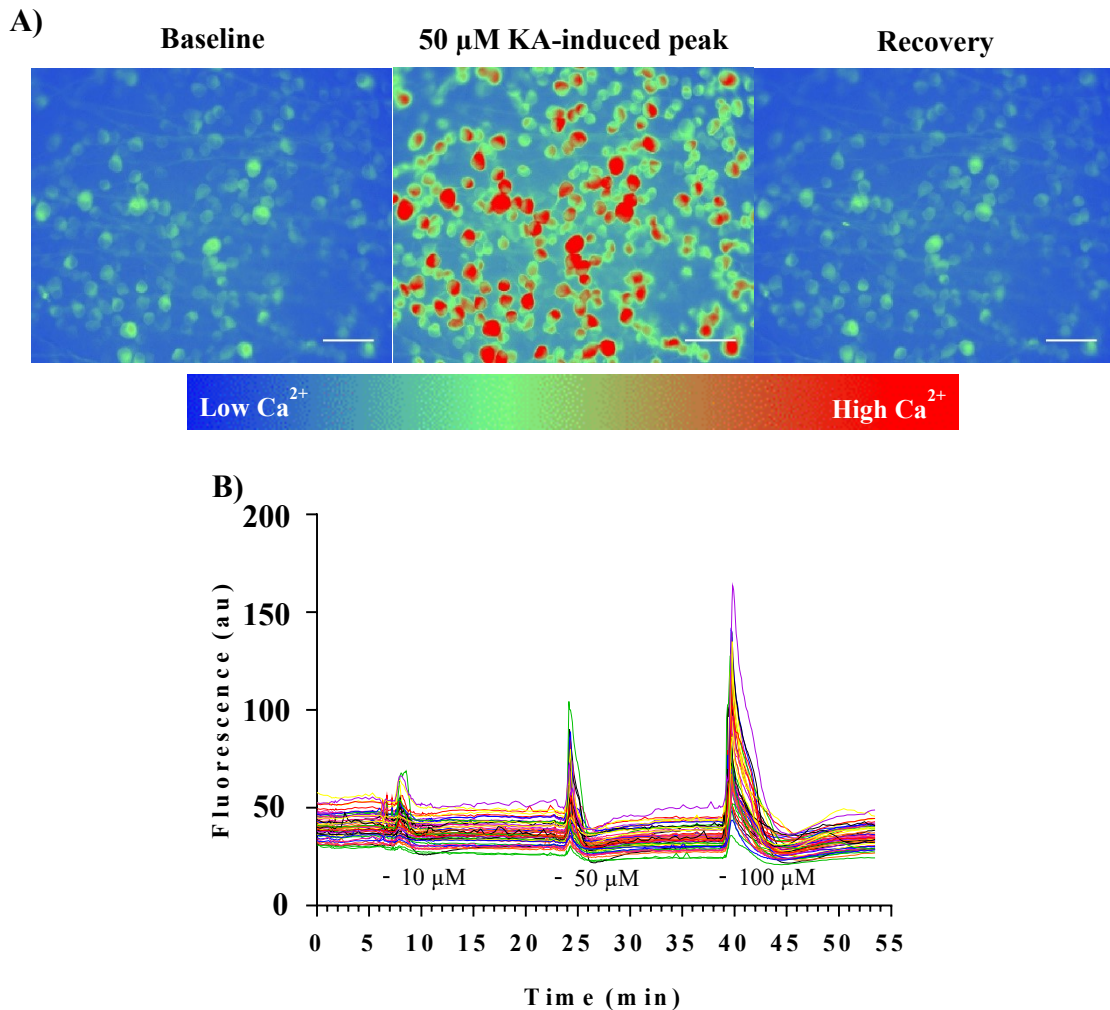 A)
Baseline
50 µM KA-induced peak
Recovery
Low Ca2+
High Ca2+
B)
200
150
100
50
0
Fluorescence (au)
- 10 µM
- 50 µM
- 100 µM
0 5 10 15 20 25 30 35 40 45 50 55
Time (min)